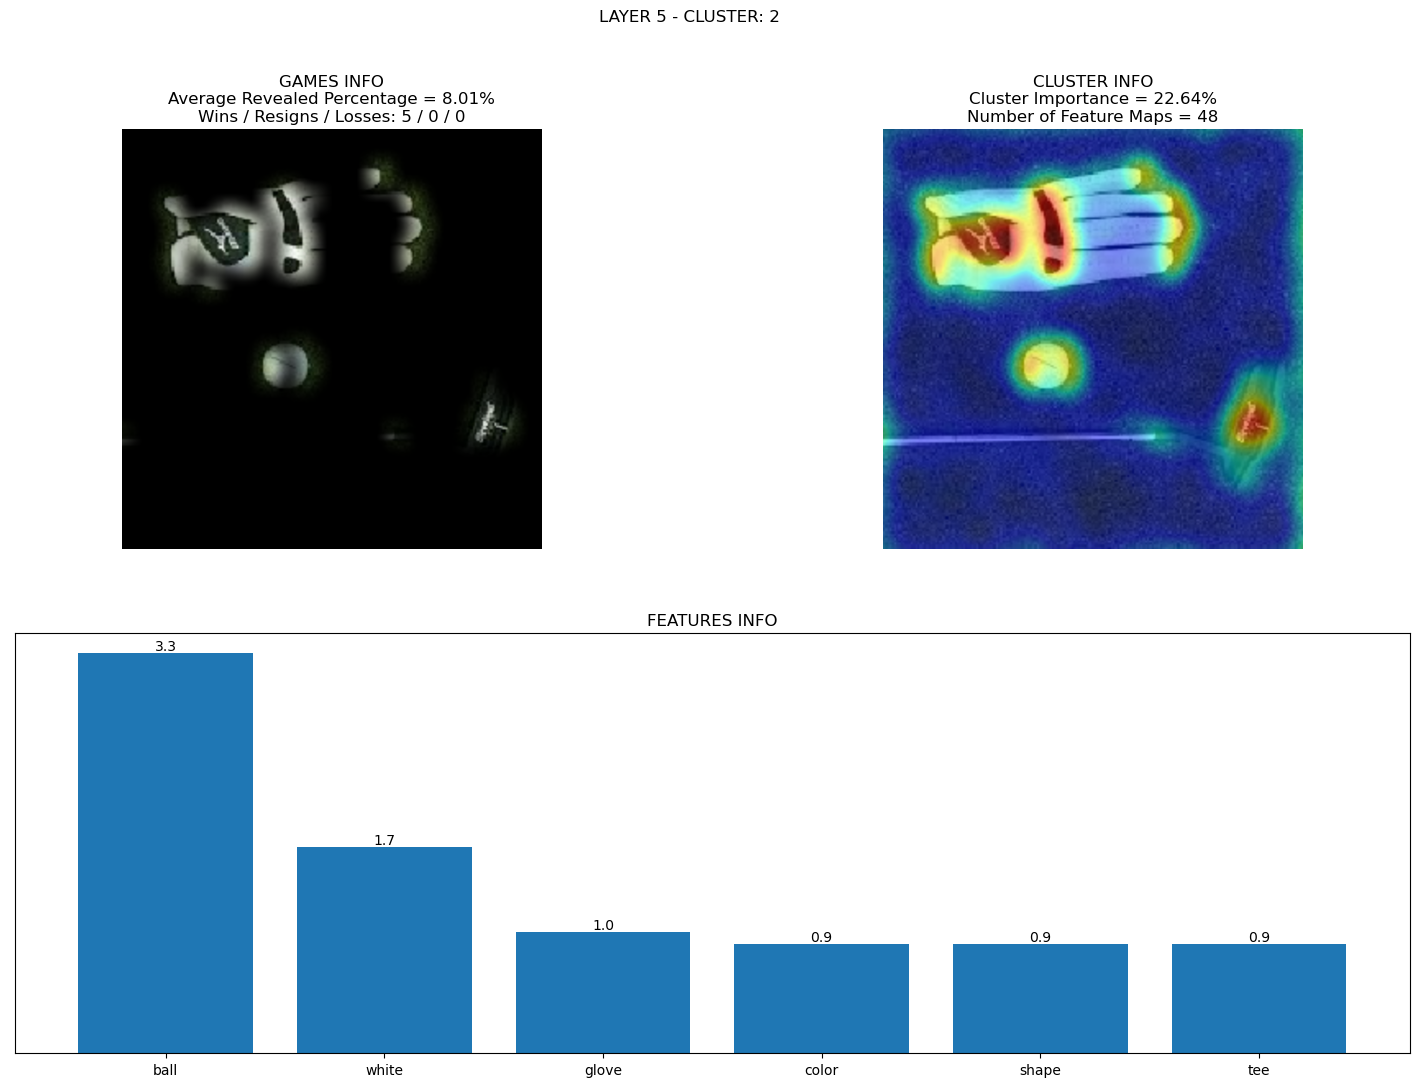 LAYER 5 - CLUSTER: 2
GAMES INFO
Average Revealed Percentage = 8.01%
Wins / Resigns / Losses: 5 / 0 / 0
CLUSTER INFO
Cluster Importance = 22.64%
Number of Feature Maps = 48
FEATURES INFO
3.3
1.7
1.0
0.9
0.9
0.9
ball
white
glove
color
shape
tee